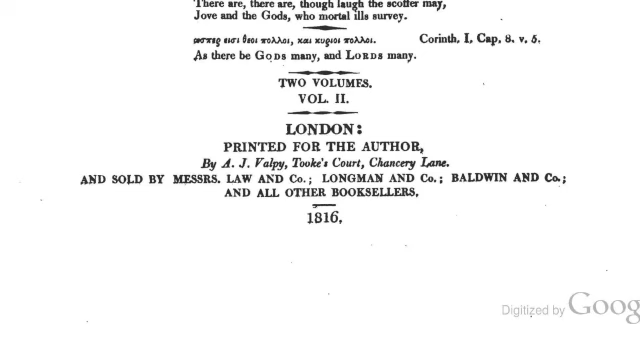 There are, there are, though laugh the scoffer may,
Jove and the Gods, who mortal ills survey.
ωσπερ εισι θεοι πολλοι, και κυριοι πολλοι. Corinth. I. Cap. 8. v. 5.
As there be GODS many, and LORDS many.
TWO VOLUMES.
VOL. II.
LONDON:
PRINTED FOR THE AUTHOR,
By A. J. Valpy, Tooke's Court, Chancery Lane.
AND SOLD BY MESSRS. LAW AND Co.; LONGMAN AND Co.; BALDWIN AND Co.;
AND ALL OTHER BOOKSELLERS.
1816.
Digitized by Goog